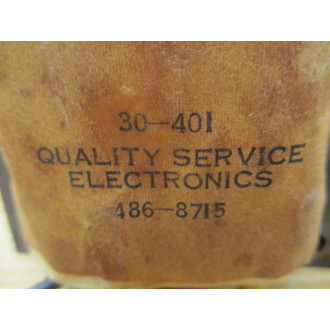 30-401
QUALITY SERVICE
ELECTRONICS
486-8715